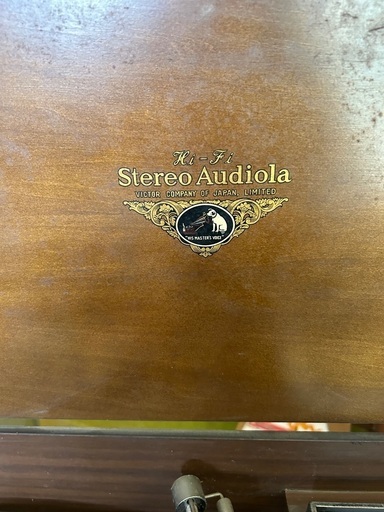 Hi-Fi
Stereo Audiola
VICTOR COMPANY OF JAPAN, LIMITED
"HIS MASTER'S VOICE"